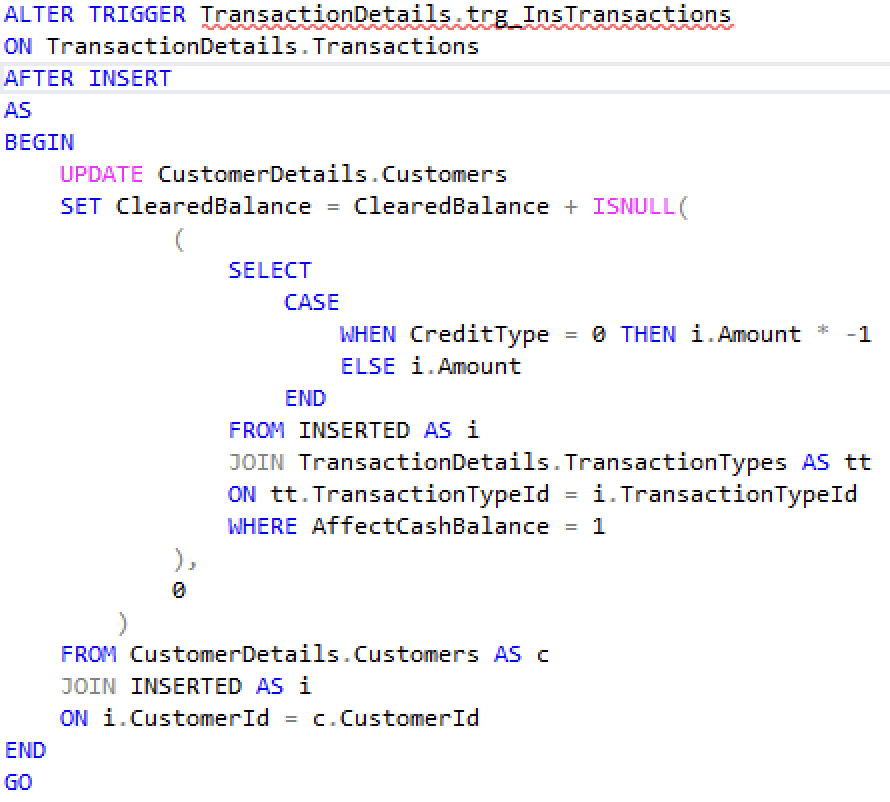 ALTER TRIGGER TransactionDetails.trg_InsTransactions
ON TransactionDetails.Transactions
AFTER INSERT
AS
BEGIN
    UPDATE CustomerDetails.Customers
    SET ClearedBalance = ClearedBalance + ISNULL(
            (
                SELECT
                    CASE
                        WHEN CreditType = 0 THEN i.Amount * -1
                        ELSE i.Amount
                    END
                FROM INSERTED AS i
                JOIN TransactionDetails.TransactionTypes AS tt
                ON tt.TransactionTypeId = i.TransactionTypeId
                WHERE AffectCashBalance = 1
            ),
            0
        )
    FROM CustomerDetails.Customers AS c
    JOIN INSERTED AS i
    ON i.CustomerId = c.CustomerId
END
GO